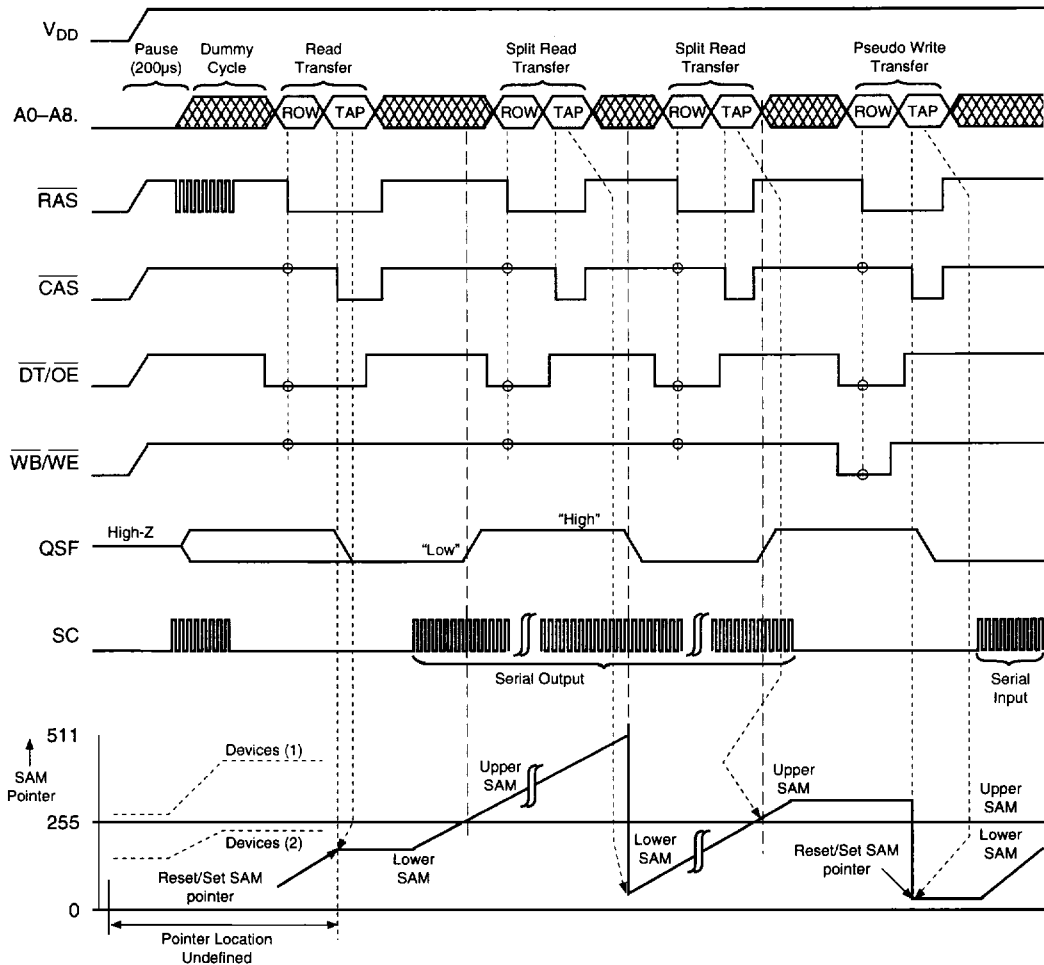 VDD
Pause
(200μs)
Dummy
Cycle
Read
Transfer
Split Read
Transfer
Split Read
Transfer
Pseudo Write
Transfer
A0–A8.
ROW TAP ROW TAP ROW TAP ROW TAP
RAS
CAS
DT/OE
WB/WE
High-Z
"High"
QSF
"Low"
SC
Serial Output
Serial
Input
511
SAM
Pointer
Devices (1)
Upper
SAM
Upper
SAM
Upper
SAM
255
Devices (2)
Lower
SAM
Lower
SAM
Lower
SAM
Reset/Set SAM
pointer
Reset/Set SAM
pointer
0
Pointer Location
Undefined